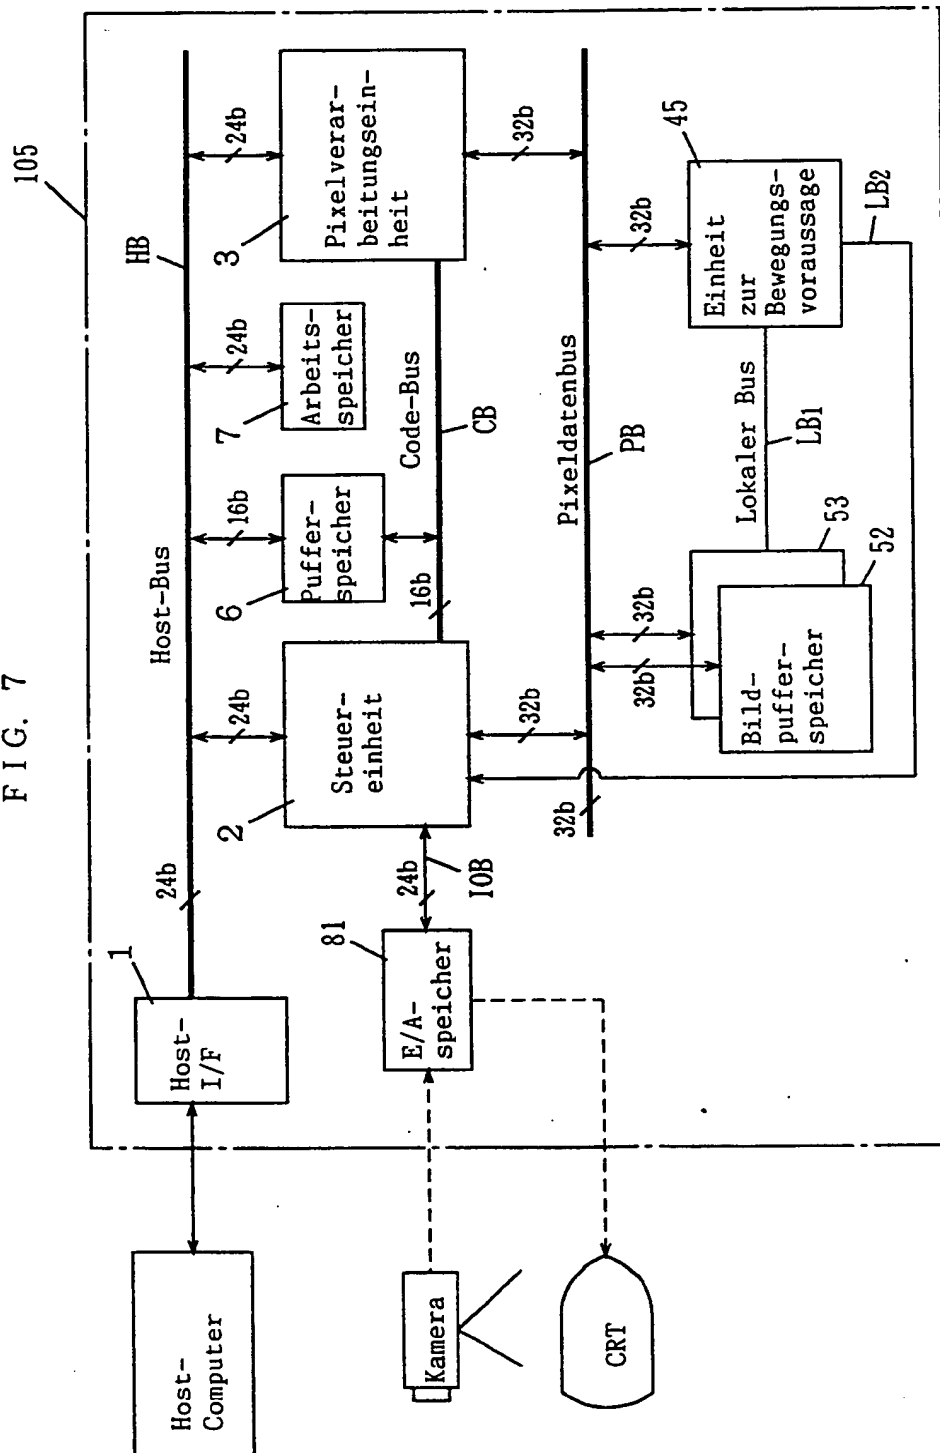 FIG. 7
105
Host-
Computer
1
Host-
I/F
24b
Host-Bus
HB
24b
16b
24b
24b
2
Steuer-
einheit
6
Puffer-
speicher
7
Arbeits-
speicher
3
Pixelverar-
beitungsein-
heit
16b
Code-Bus
CB
Kamera
81
E/A-
speicher
24b
IOB
32b
32b
32b
Pixeldatenbus
PB
CRT
32b
32b
32b
Bild-
puffer-
speicher
53
52
Lokaler Bus
LB1
45
Einheit
zur
Bewegungs-
voraussage
LB2